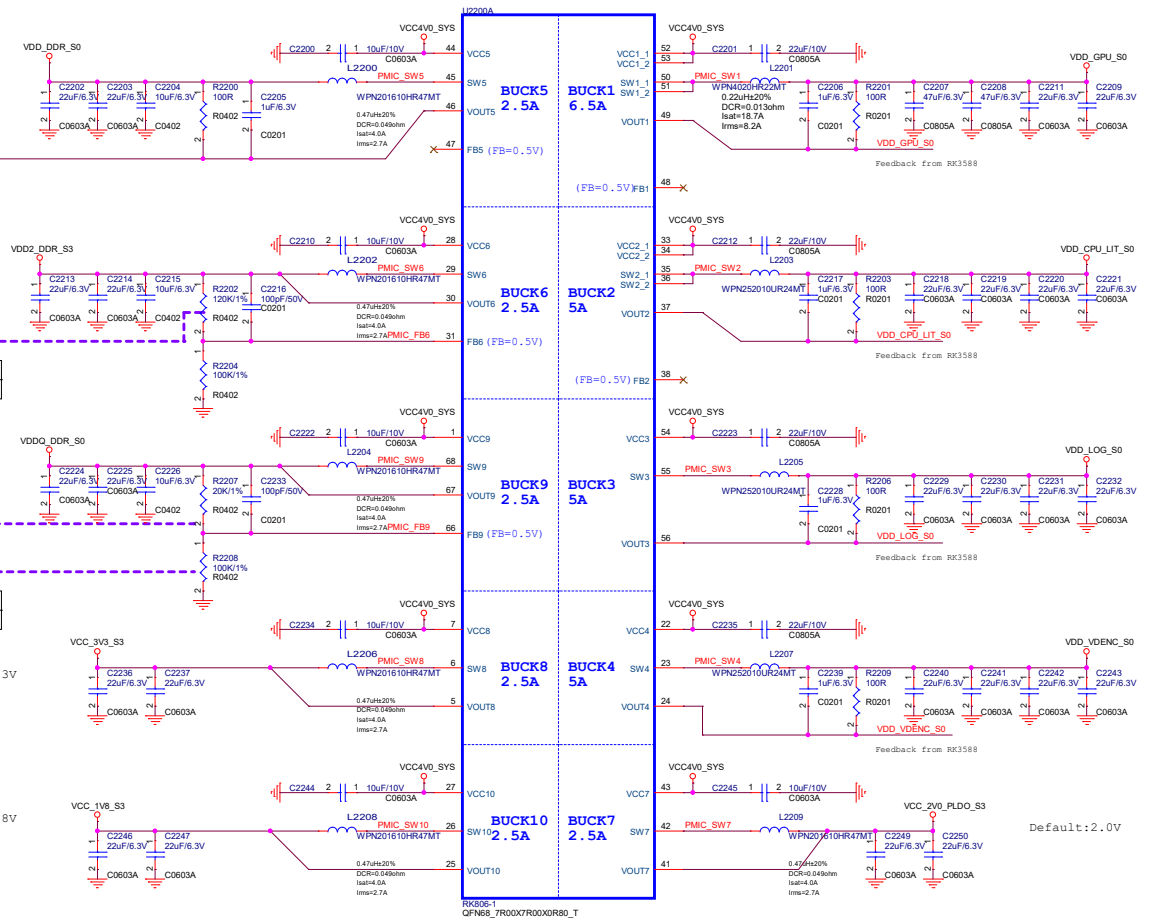 U2200A
VDD_DDR_S0
C2200 2 1 10uF/10V
C0603A
VCC4V0_SYS
44 VCC5
L2200
PMIC_SW5
WPN201610HR47MT
45 SW5
0.47uH±20%
DCR=0.049ohm
Isat=4.0A
Irms=2.7A
46 VOUT5
47 FB5 (FB=0.5V)
C2202
22uF/6.3V
C0603A
C2203
22uF/6.3V
C0603A
C2204
10uF/6.3V
C0402
R2200
100R
R0402
C2205
1uF/6.3V
C0201
BUCK5
2.5A
BUCK1
6.5A
VCC4V0_SYS
52 VCC1_1
53 VCC1_2
C2201 1 2 22uF/10V
C0805A
50 SW1_1
51 SW1_2
PMIC_SW1
L2201
WPN4020HR22MT
0.22uH±20%
DCR=0.013ohm
Isat=18.7A
Irms=8.2A
49 VOUT1
48 FB1
(FB=0.5V)
VDD_GPU_S0
C2206
1uF/6.3V
C0201
R2201
100R
R0201
C2207
47uF/6.3V
C0805A
C2208
47uF/6.3V
C0805A
C2211
22uF/6.3V
C0603A
C2209
22uF/6.3V
C0603A
VDD_GPU_S0
Feedback from RK3588
VDD2_DDR_S3
C2210 2 1 10uF/10V
C0603A
VCC4V0_SYS
28 VCC6
L2202
PMIC_SW6
WPN201610HR47MT
29 SW6
0.47uH±20%
DCR=0.049ohm
Isat=4.0A
Irms=2.7A
30 VOUT6
PMIC_FB6
31 FB6 (FB=0.5V)
C2213
22uF/6.3V
C0603A
C2214
22uF/6.3V
C0603A
C2215
10uF/6.3V
C0402
R2202
120K/1%
R0402
C2216
100pF/50V
C0201
R2204
100K/1%
R0402
BUCK6
2.5A
BUCK2
5A
VCC4V0_SYS
33 VCC2_1
34 VCC2_2
C2212 1 2 22uF/10V
C0805A
35 SW2_1
36 SW2_2
PMIC_SW2
L2203
WPN252010UR24MT
37 VOUT2
38 FB2
(FB=0.5V)
VDD_CPU_LIT_S0
C2217
1uF/6.3V
C0201
R2203
100R
R0201
C2218
22uF/6.3V
C0603A
C2219
22uF/6.3V
C0603A
C2220
22uF/6.3V
C0603A
C2221
22uF/6.3V
C0603A
VDD_CPU_LIT_S0
Feedback from RK3588
VDDQ_DDR_S0
C2222 2 1 10uF/10V
C0603A
VCC4V0_SYS
1 VCC9
L2204
PMIC_SW9
WPN201610HR47MT
68 SW9
0.47uH±20%
DCR=0.049ohm
Isat=4.0A
Irms=2.7A
67 VOUT9
PMIC_FB9
66 FB9 (FB=0.5V)
C2224
22uF/6.3V
C0603A
C2225
22uF/6.3V
C0603A
C2226
10uF/6.3V
C0402
R2207
20K/1%
R0402
C2233
100pF/50V
C0201
R2208
100K/1%
R0402
BUCK9
2.5A
BUCK3
5A
VCC4V0_SYS
54 VCC3
C2223 1 2 22uF/10V
C0805A
55 SW3
PMIC_SW3
L2205
WPN252010UR24MT
56 VOUT3
VDD_LOG_S0
C2228
1uF/6.3V
C0201
R2206
100R
R0201
C2229
22uF/6.3V
C0603A
C2230
22uF/6.3V
C0603A
C2231
22uF/6.3V
C0603A
C2232
22uF/6.3V
C0603A
VDD_LOG_S0
Feedback from RK3588
VCC_3V3_S3
C2234 2 1 10uF/10V
C0603A
VCC4V0_SYS
7 VCC8
L2206
PMIC_SW8
WPN201610HR47MT
6 SW8
0.47uH±20%
DCR=0.049ohm
Isat=4.0A
Irms=2.7A
5 VOUT8
3V
C2236
22uF/6.3V
C0603A
C2237
22uF/6.3V
C0603A
BUCK8
2.5A
BUCK4
5A
VCC4V0_SYS
22 VCC4
C2235 1 2 22uF/10V
C0805A
23 SW4
PMIC_SW4
L2207
WPN252010UR24MT
24 VOUT4
VDD_VDENC_S0
C2239
1uF/6.3V
C0201
R2209
100R
R0201
C2240
22uF/6.3V
C0603A
C2241
22uF/6.3V
C0603A
C2242
22uF/6.3V
C0603A
C2243
22uF/6.3V
C0603A
VDD_VDENC_S0
Feedback from RK3588
VCC_1V8_S3
C2244 2 1 10uF/10V
C0603A
VCC4V0_SYS
27 VCC10
L2208
PMIC_SW10
WPN201610HR47MT
26 SW10
0.47uH±20%
DCR=0.049ohm
Isat=4.0A
Irms=2.7A
25 VOUT10
8V
C2246
22uF/6.3V
C0603A
C2247
22uF/6.3V
C0603A
BUCK10
2.5A
BUCK7
2.5A
VCC4V0_SYS
43 VCC7
C2245 1 2 10uF/10V
C0603A
42 SW7
PMIC_SW7
L2209
WPN201610HR47MT
0.47uH±20%
DCR=0.049ohm
Isat=4.0A
Irms=2.7A
41 VOUT7
VCC_2V0_PLDO_S3
C2249
22uF/6.3V
C0603A
C2250
22uF/6.3V
C0603A
Default:2.0V
RK806-1
QFN68_7R00X7R00X0R80_T